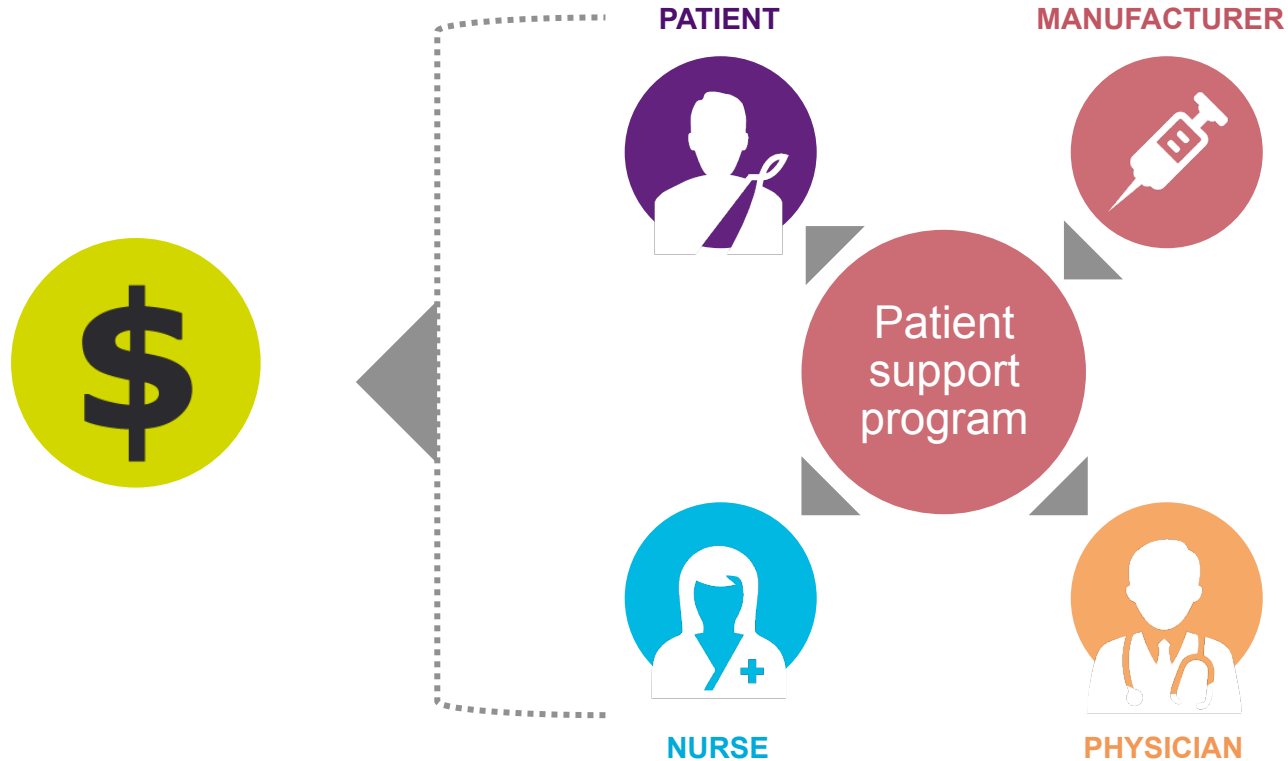 PATIENT
MANUFACTURER
$
Patient
support
program
NURSE
PHYSICIAN